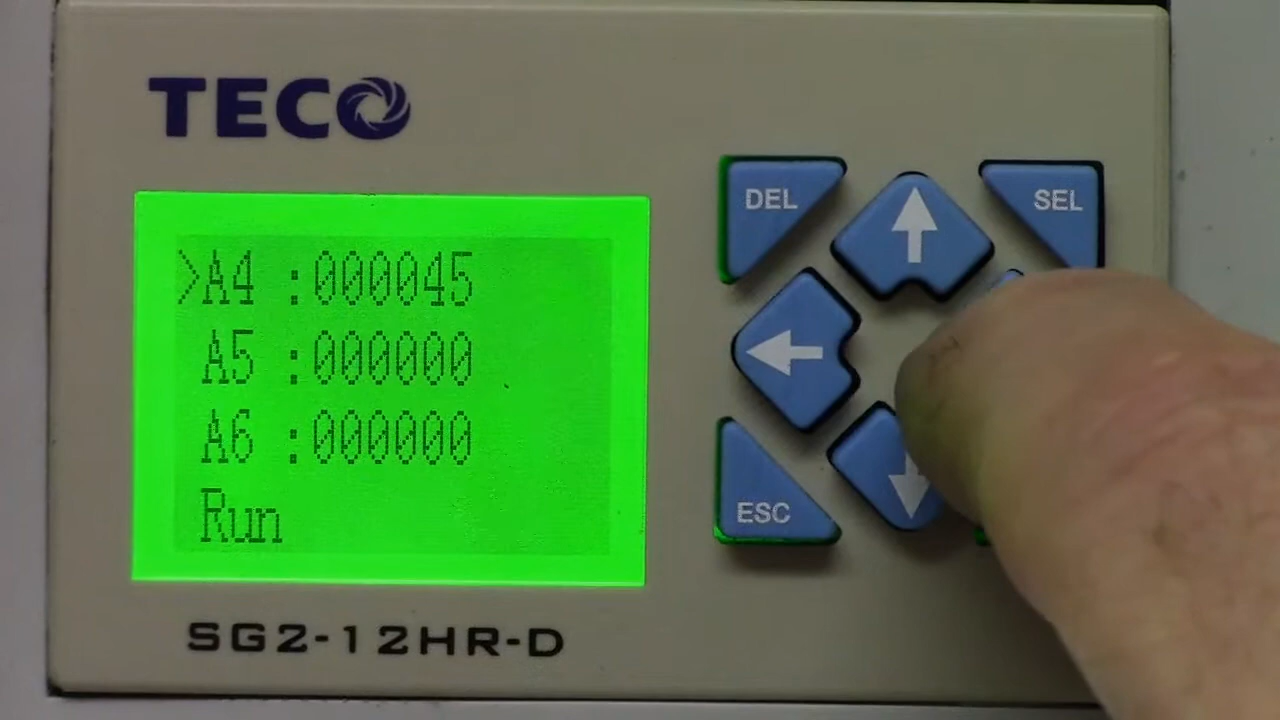 TECO
>A4 :000045
A5 :000000
A6 :000000
Run
SG2-12HR-D
DEL
SEL
ESC